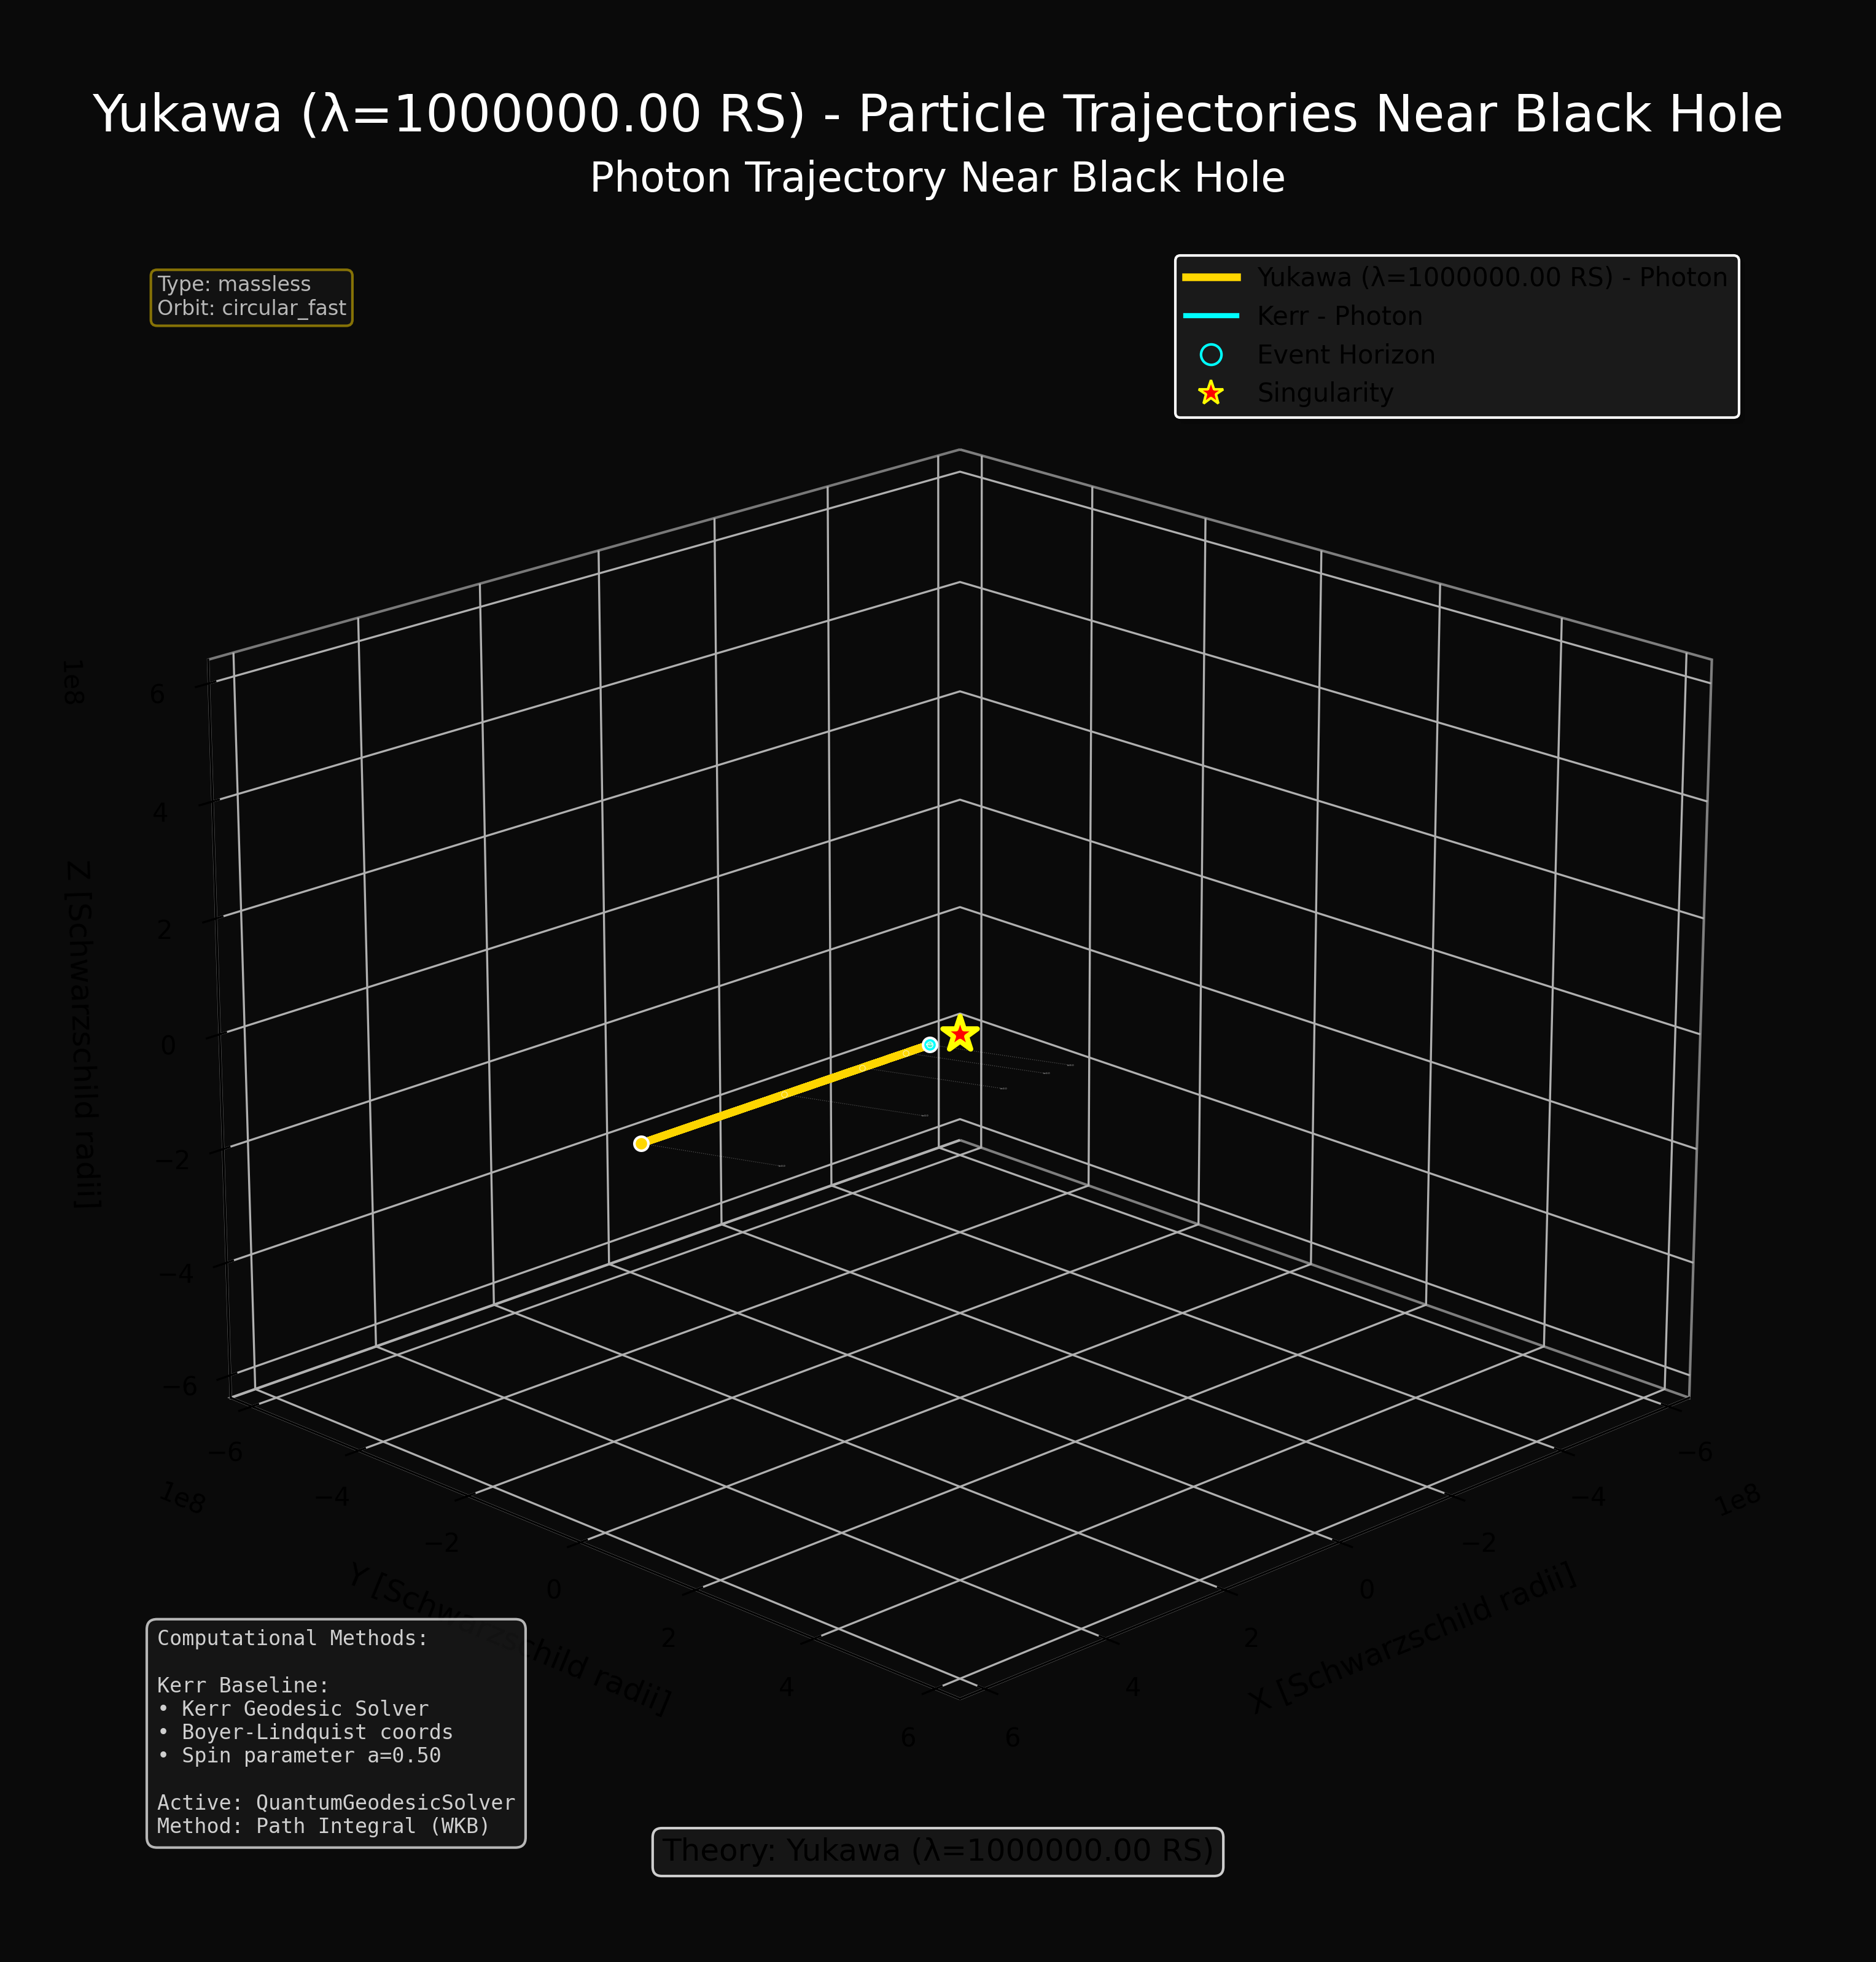 Yukawa (λ=1000000.00 RS) - Particle Trajectories Near Black Hole
Photon Trajectory Near Black Hole
Type: massless
Orbit: circular_fast
Yukawa (λ=1000000.00 RS) - Photon
Kerr - Photon
Event Horizon
Singularity
1e8
6
4
2
0
−2
−4
−6
Z [Schwarzschild radii]
−6
−4
−2
0
2
4
6
1e8
Y [Schwarzschild radii]
6
4
2
0
−2
−4
−6
1e8
X [Schwarzschild radii]
Computational Methods:
Kerr Baseline:
• Kerr Geodesic Solver
• Boyer-Lindquist coords
• Spin parameter a=0.50
Active: QuantumGeodesicSolver
Method: Path Integral (WKB)
Theory: Yukawa (λ=1000000.00 RS)